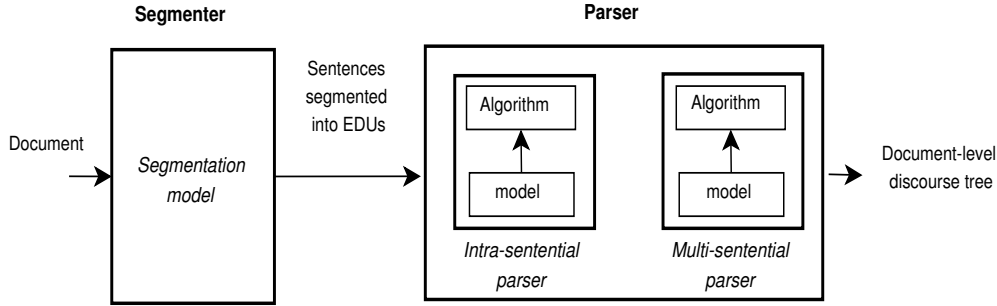 Segmenter
Parser
Document
Segmentation
model
Sentences
segmented
into EDUs
Algorithm
model
Intra-sentential
parser
Algorithm
model
Multi-sentential
parser
Document-level
discourse tree